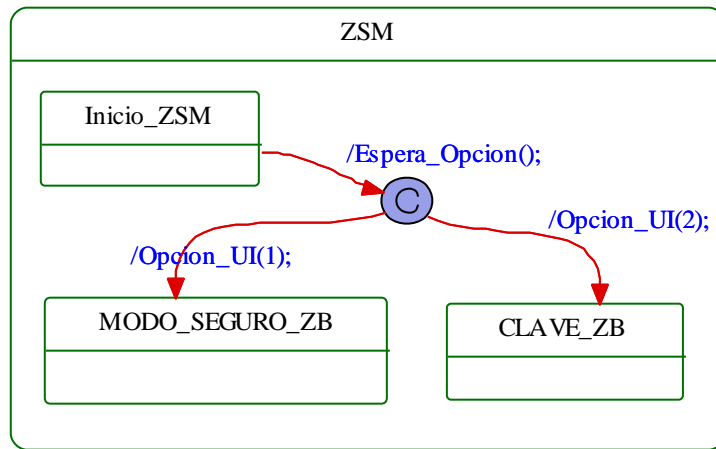 ZSM
Inicio_ZSM
/Espera_Opcion();
C
/Opcion_UI(2);
/Opcion_UI(1);
MODO_SEGURO_ZB
CLAVE_ZB